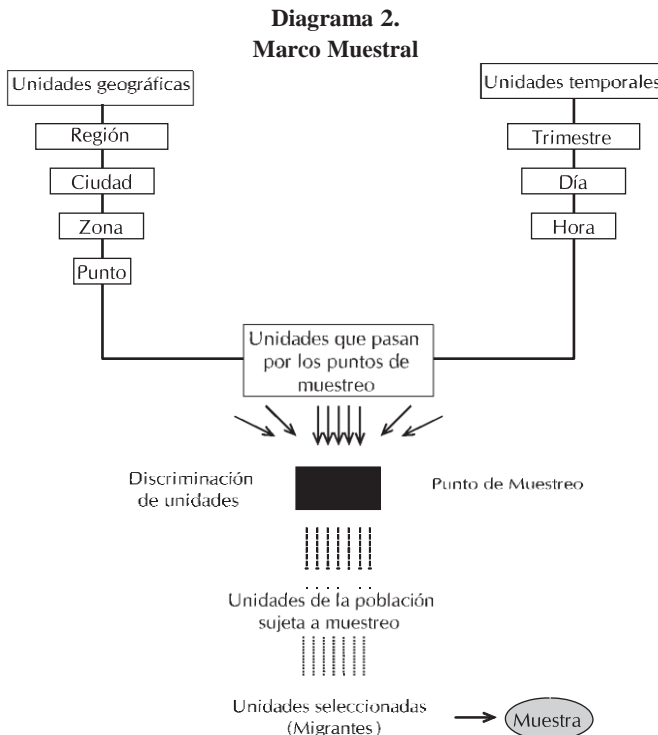 Diagrama 2.
Marco Muestral
Unidades geográficas
Región
Ciudad
Zona
Punto
Unidades temporales
Trimestre
Día
Hora
Unidades que pasan
por los puntos de
muestreo
Discriminación
de unidades
Punto de Muestreo
Unidades de la población
sujeta a muestreo
Unidades seleccionadas
(Migrantes)
Muestra